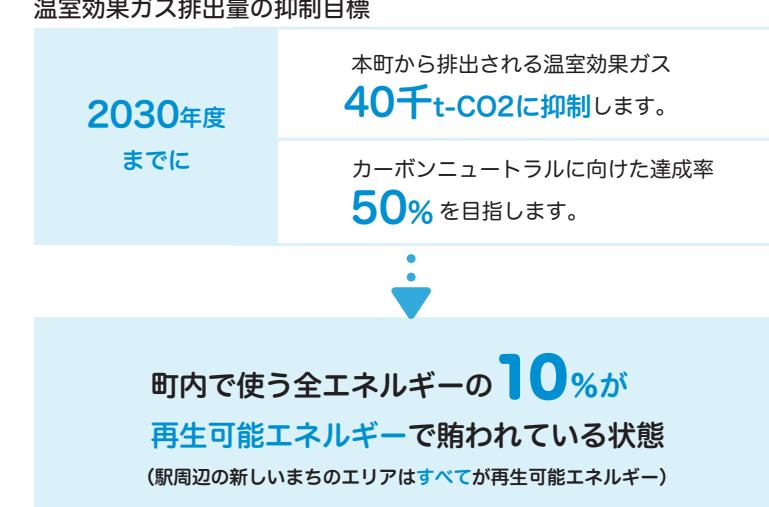 温室効果ガス排出量の抑制目標
2030年度
までに
本町から排出される温室効果ガス
40千t-CO2に抑制します。
カーボンニュートラルに向けた達成率
50%を目指します。
町内で使う全エネルギーの10%が
再生可能エネルギーで賄われている状態
（駅周辺の新しいまちのエリアはすべてが再生可能エネルギー）